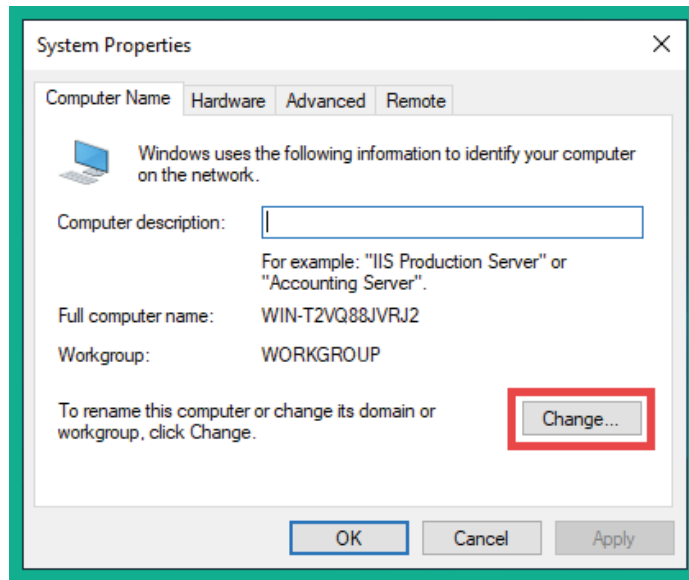 System Properties
Computer Name Hardware Advanced Remote
Windows uses the following information to identify your computer
on the network.
Computer description:
For example: "IIS Production Server" or
"Accounting Server".
Full computer name: WIN-T2VQ88JVRJ2
Workgroup: WORKGROUP
To rename this computer or change its domain or
workgroup, click Change.
Change...
OK Cancel Apply